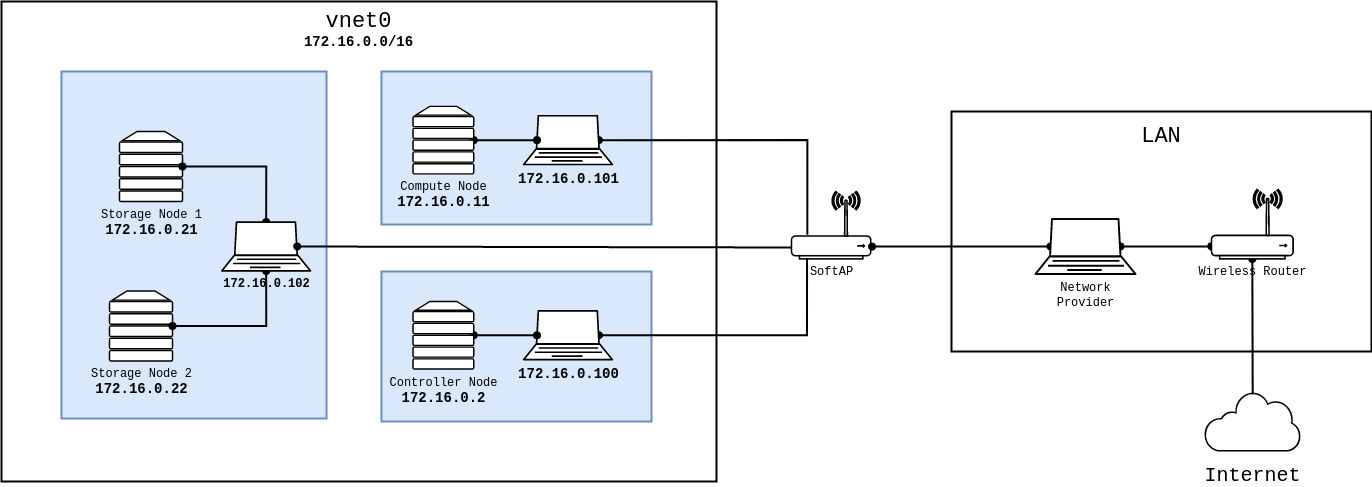 vnet0
172.16.0.0/16
Storage Node 1
172.16.0.21
172.16.0.102
Storage Node 2
172.16.0.22
Compute Node
172.16.0.11
172.16.0.101
Controller Node
172.16.0.2
172.16.0.100
SoftAP
LAN
Network
Provider
Wireless Router
Internet